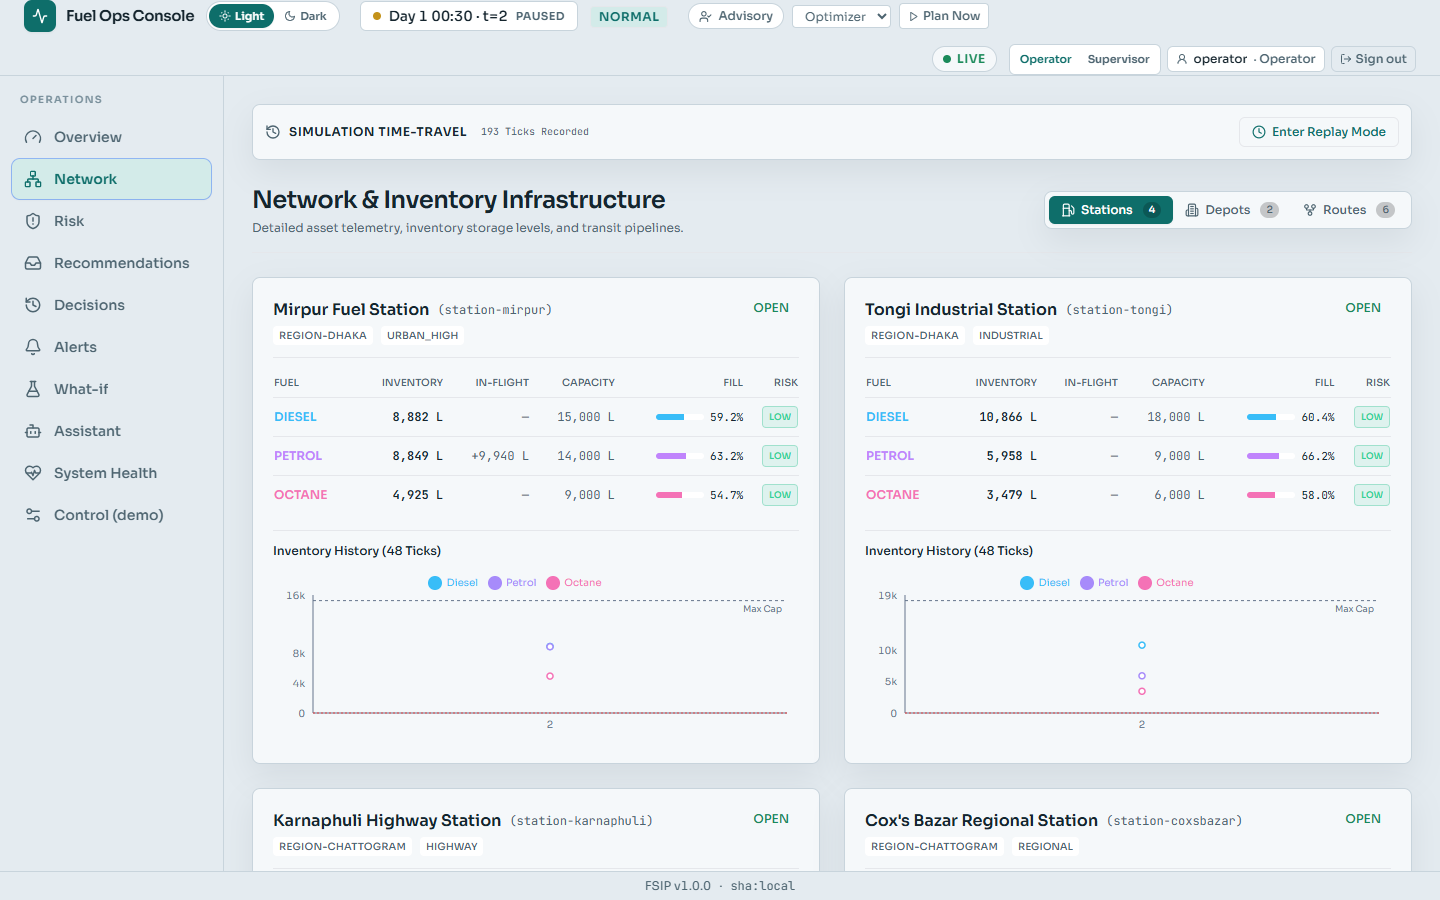 Fuel Ops Console Light Dark Day 1 00:30 · t=2 PAUSED NORMAL Advisory Optimizer Plan Now
LIVE Operator Supervisor operator · Operator Sign out
OPERATIONS
Overview
Network
Risk
Recommendations
Decisions
Alerts
What-if
Assistant
System Health
Control (demo)
SIMULATION TIME-TRAVEL 193 Ticks Recorded Enter Replay Mode
Network & Inventory Infrastructure
Detailed asset telemetry, inventory storage levels, and transit pipelines.
Stations 4 Depots 2 Routes 6
Mirpur Fuel Station (station-mirpur) OPEN
REGION-DHAKA URBAN_HIGH
FUEL INVENTORY IN-FLIGHT CAPACITY FILL RISK
DIESEL 8,882 L — 15,000 L 59.2% LOW
PETROL 8,849 L +9,940 L 14,000 L 63.2% LOW
OCTANE 4,925 L — 9,000 L 54.7% LOW
Inventory History (48 Ticks)
Diesel Petrol Octane
16k
Max Cap
8k
4k
0
2
Tongi Industrial Station (station-tongi) OPEN
REGION-DHAKA INDUSTRIAL
FUEL INVENTORY IN-FLIGHT CAPACITY FILL RISK
DIESEL 10,866 L — 18,000 L 60.4% LOW
PETROL 5,958 L — 9,000 L 66.2% LOW
OCTANE 3,479 L — 6,000 L 58.0% LOW
Inventory History (48 Ticks)
Diesel Petrol Octane
19k
Max Cap
10k
5k
0
2
Karnaphuli Highway Station (station-karnaphuli) OPEN
REGION-CHATTOGRAM HIGHWAY
Cox's Bazar Regional Station (station-coxsbazar) OPEN
REGION-CHATTOGRAM REGIONAL
FSIP v1.0.0 · sha:local